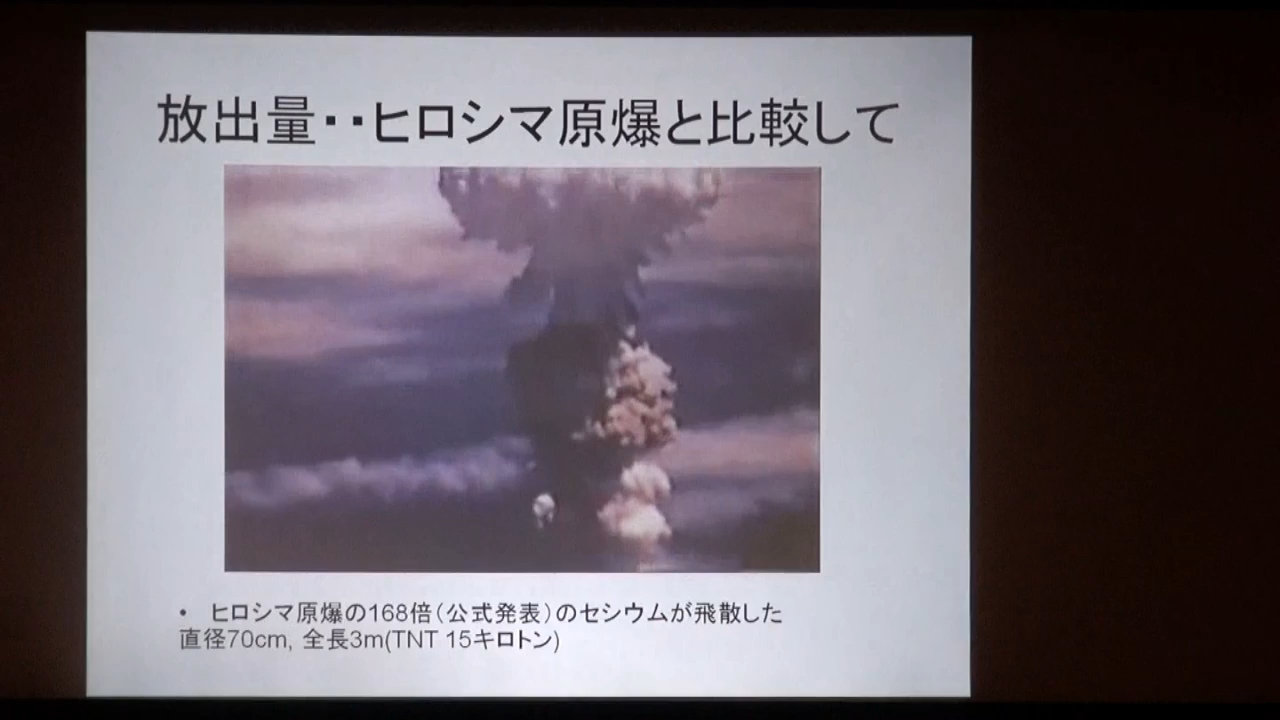 放出量・・ヒロシマ原爆と比較して
• ヒロシマ原爆の168倍（公式発表）のセシウムが飛散した
直径70cm, 全長3m(TNT 15キロトン)